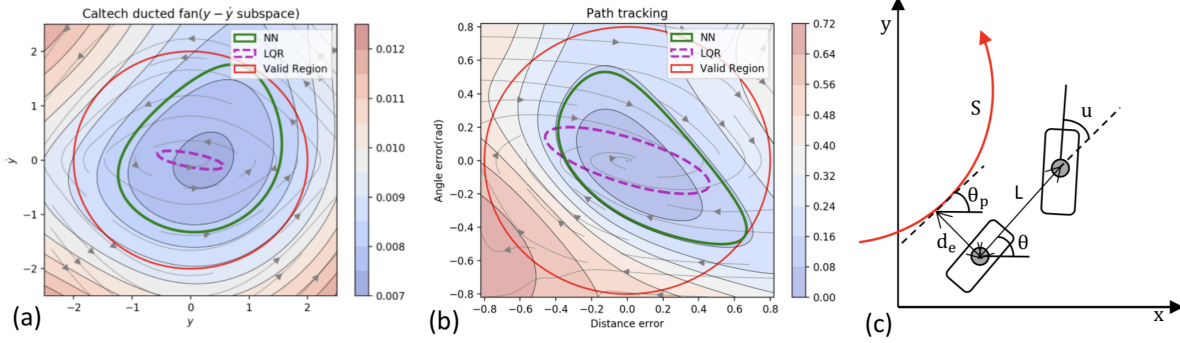 Caltech ducted fan(y − ẏ subspace)
NN
LQR
Valid Region
2
1
0
−1
−2
ẏ
−2
−1
0
1
2
y
0.012
0.011
0.010
0.009
0.008
0.007
(a)
Path tracking
NN
LQR
Valid Region
0.8
0.6
0.4
0.2
0.0
−0.2
−0.4
−0.6
−0.8
Angle error(rad)
−0.8
−0.6
−0.4
−0.2
0.0
0.2
0.4
0.6
0.8
Distance error
0.72
0.64
0.56
0.48
0.40
0.32
0.24
0.16
0.08
0.00
(b)
y
S
u
θp
L
de
θ
x
(c)